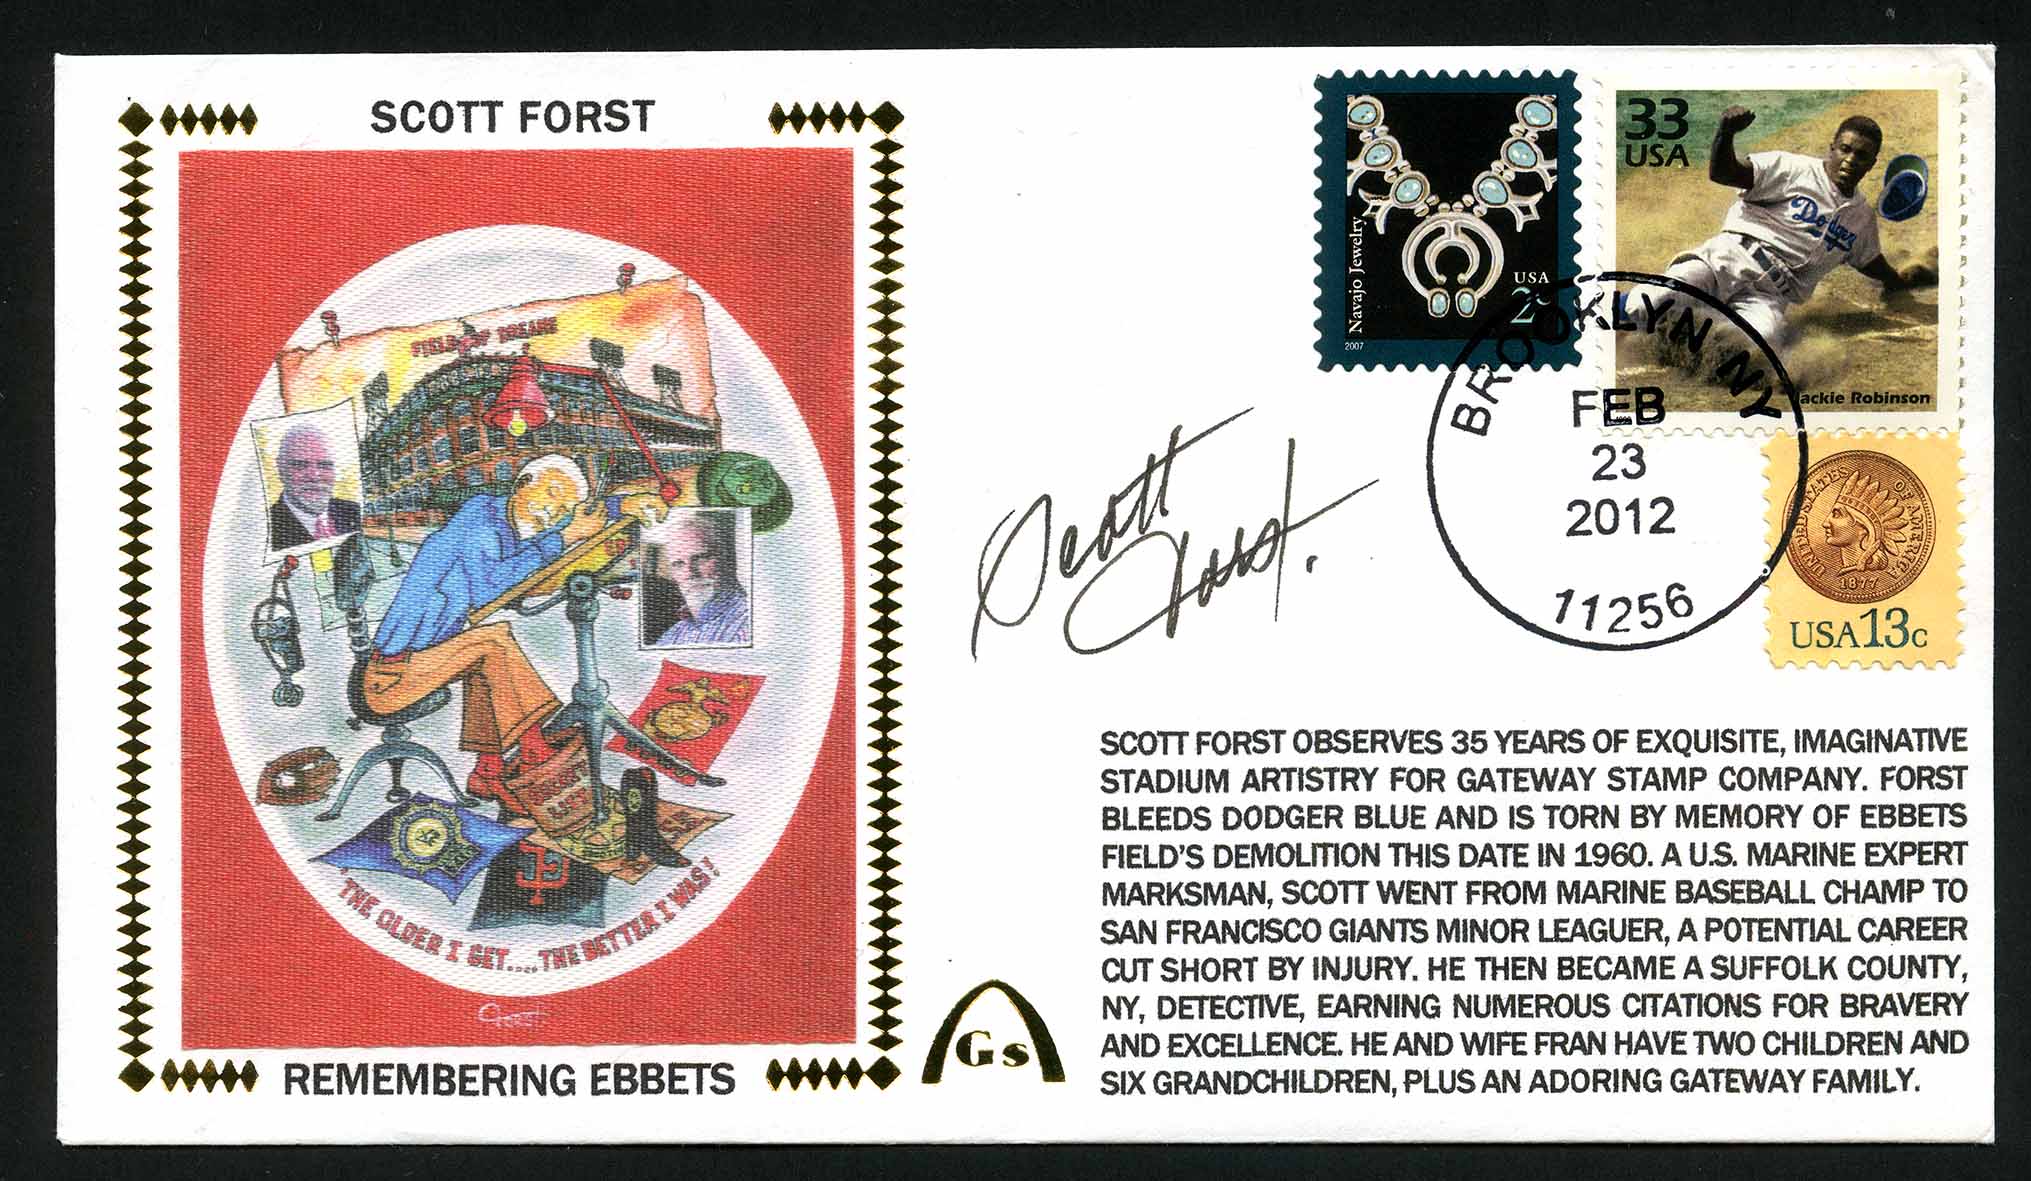 SCOTT FORST
FIELD OF DREAMS
"THE OLDER I GET.... THE BETTER I WAS!
Forst
REMEMBERING EBBETS
Scott Forst.
Navajo Jewelry
2007
USA
2c
33
USA
Jackie Robinson
BROOKLYN NY
FEB
23
2012
11256
UNITED STATES OF AMERICA
1877
USA13c
SCOTT FORST OBSERVES 35 YEARS OF EXQUISITE, IMAGINATIVE
STADIUM ARTISTRY FOR GATEWAY STAMP COMPANY. FORST
BLEEDS DODGER BLUE AND IS TORN BY MEMORY OF EBBETS
FIELD'S DEMOLITION THIS DATE IN 1960. A U.S. MARINE EXPERT
MARKSMAN, SCOTT WENT FROM MARINE BASEBALL CHAMP TO
SAN FRANCISCO GIANTS MINOR LEAGUER, A POTENTIAL CAREER
CUT SHORT BY INJURY. HE THEN BECAME A SUFFOLK COUNTY,
NY, DETECTIVE, EARNING NUMEROUS CITATIONS FOR BRAVERY
AND EXCELLENCE. HE AND WIFE FRAN HAVE TWO CHILDREN AND
SIX GRANDCHILDREN, PLUS AN ADORING GATEWAY FAMILY.
Gs